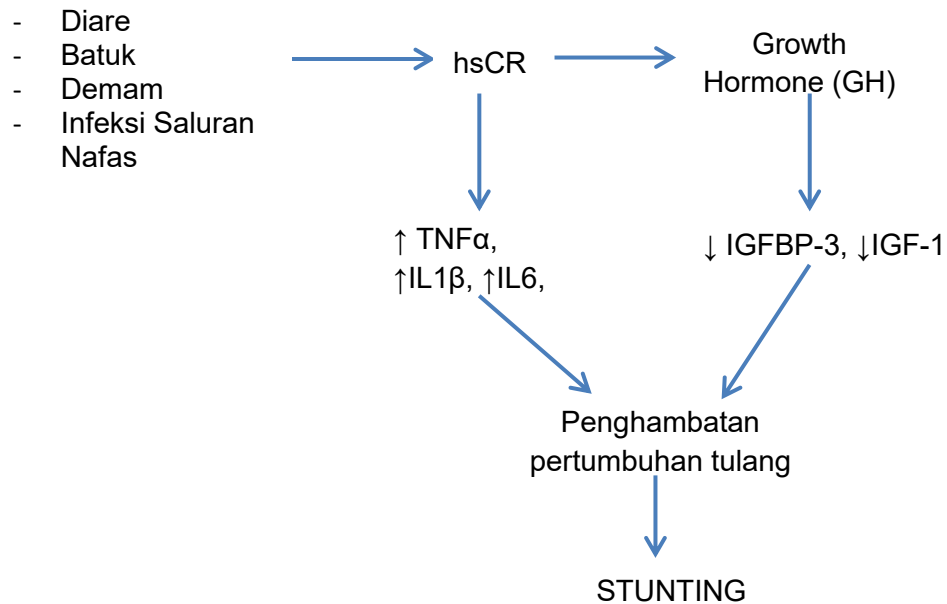 - Diare
- Batuk
- Demam
- Infeksi Saluran
Nafas
hsCR
Growth
Hormone (GH)
↑ TNFα,
↑IL1β, ↑IL6,
↓ IGFBP-3, ↓IGF-1
Penghambatan
pertumbuhan tulang
STUNTING